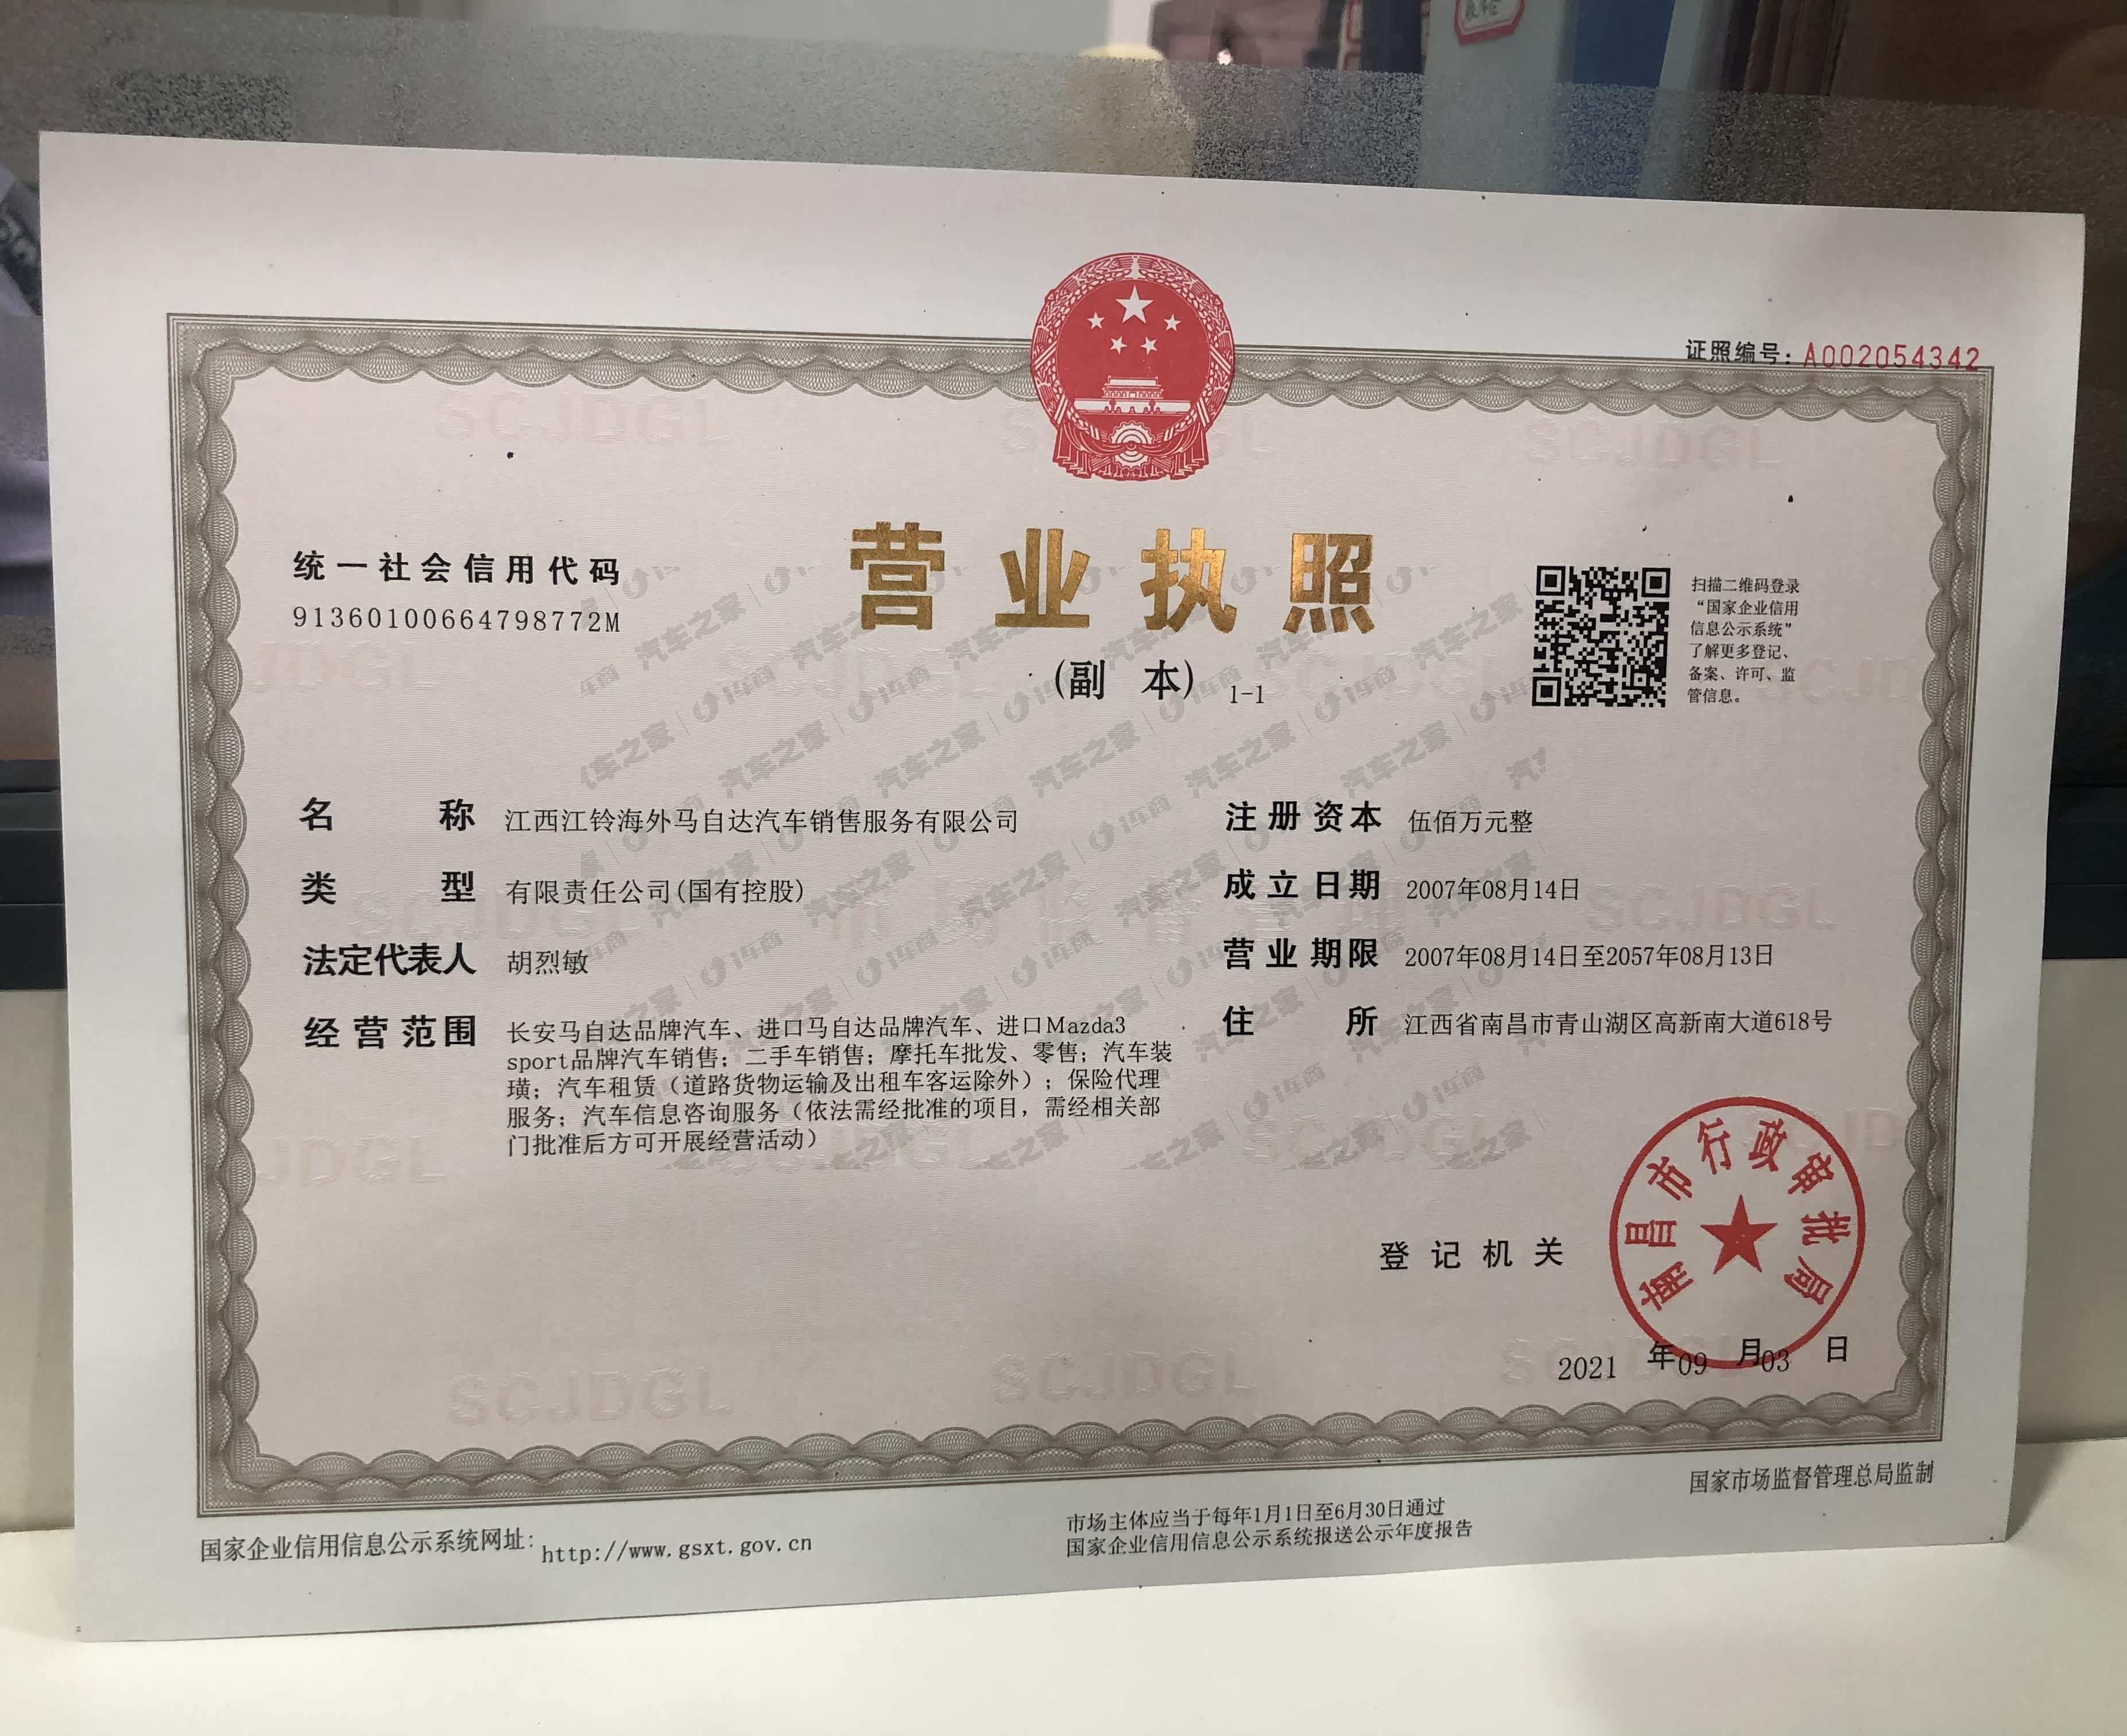 证照编号：A002054342
统一社会信用代码
91360100664798772M
营业执照
(副 本) 1-1
扫描二维码登录
“国家企业信用
信息公示系统”
了解更多登记、
备案、许可、监
管信息。
名 称 江西江铃海外马自达汽车销售服务有限公司
类 型 有限责任公司(国有控股)
法定代表人 胡烈敏
经营范围 长安马自达品牌汽车、进口马自达品牌汽车、进口Mazda3
sport品牌汽车销售；二手车销售；摩托车批发、零售；汽车装
璜；汽车租赁（道路货物运输及出租车客运除外）；保险代理
服务；汽车信息咨询服务（依法需经批准的项目，需经相关部
门批准后方可开展经营活动）
注册资本 伍佰万元整
成立日期 2007年08月14日
营业期限 2007年08月14日至2057年08月13日
住 所 江西省南昌市青山湖区高新南大道618号
登记机关
南昌市行政审批局
2021 年09 月03 日
国家企业信用信息公示系统网址：http://www.gsxt.gov.cn
市场主体应当于每年1月1日至6月30日通过
国家企业信用信息公示系统报送公示年度报告
国家市场监督管理总局监制
SCJDGL
汽车之家 | i车商